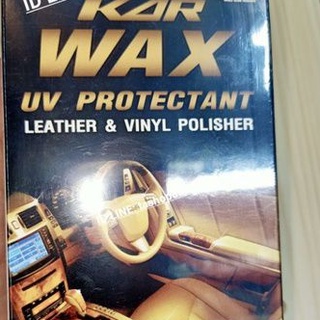 KAR
WAX
UV PROTECTANT
LEATHER & VINYL POLISHER